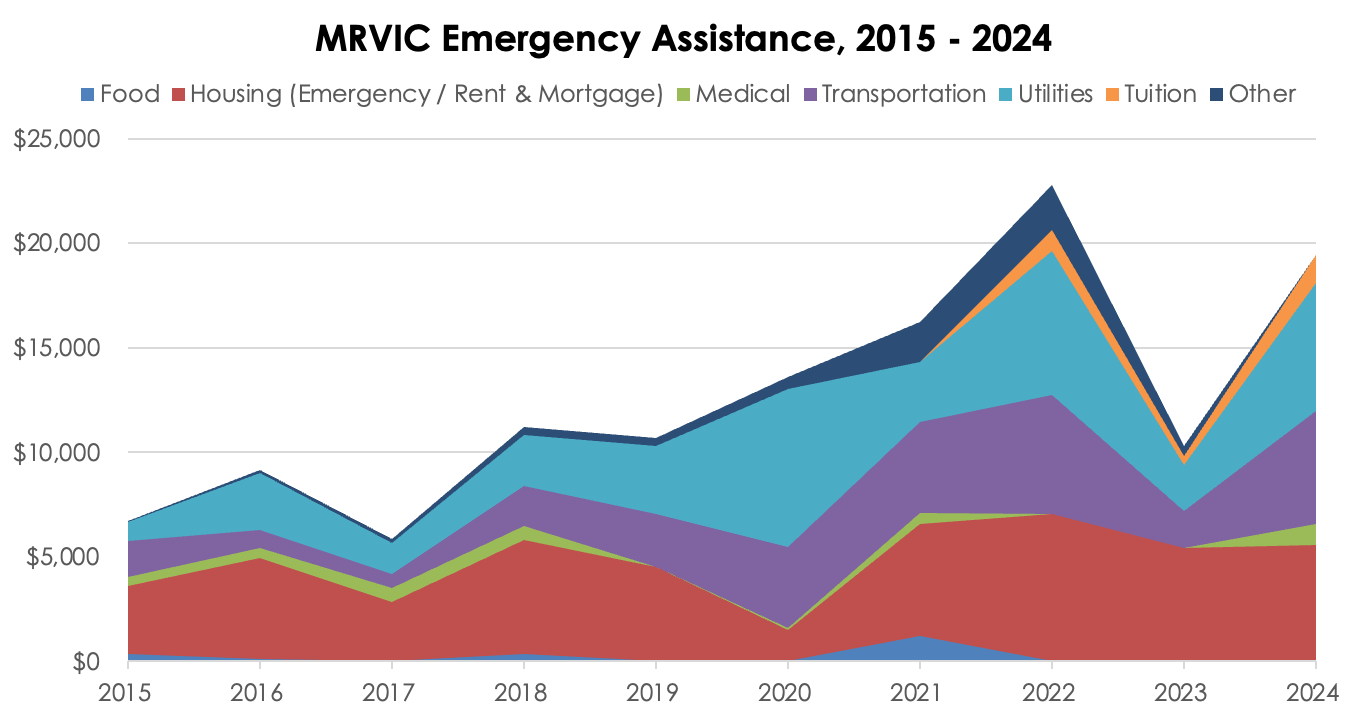 MRVIC Emergency Assistance, 2015 - 2024
Food Housing (Emergency / Rent & Mortgage) Medical Transportation Utilities Tuition Other
$25,000
$20,000
$15,000
$10,000
$5,000
$0
2015 2016 2017 2018 2019 2020 2021 2022 2023 2024